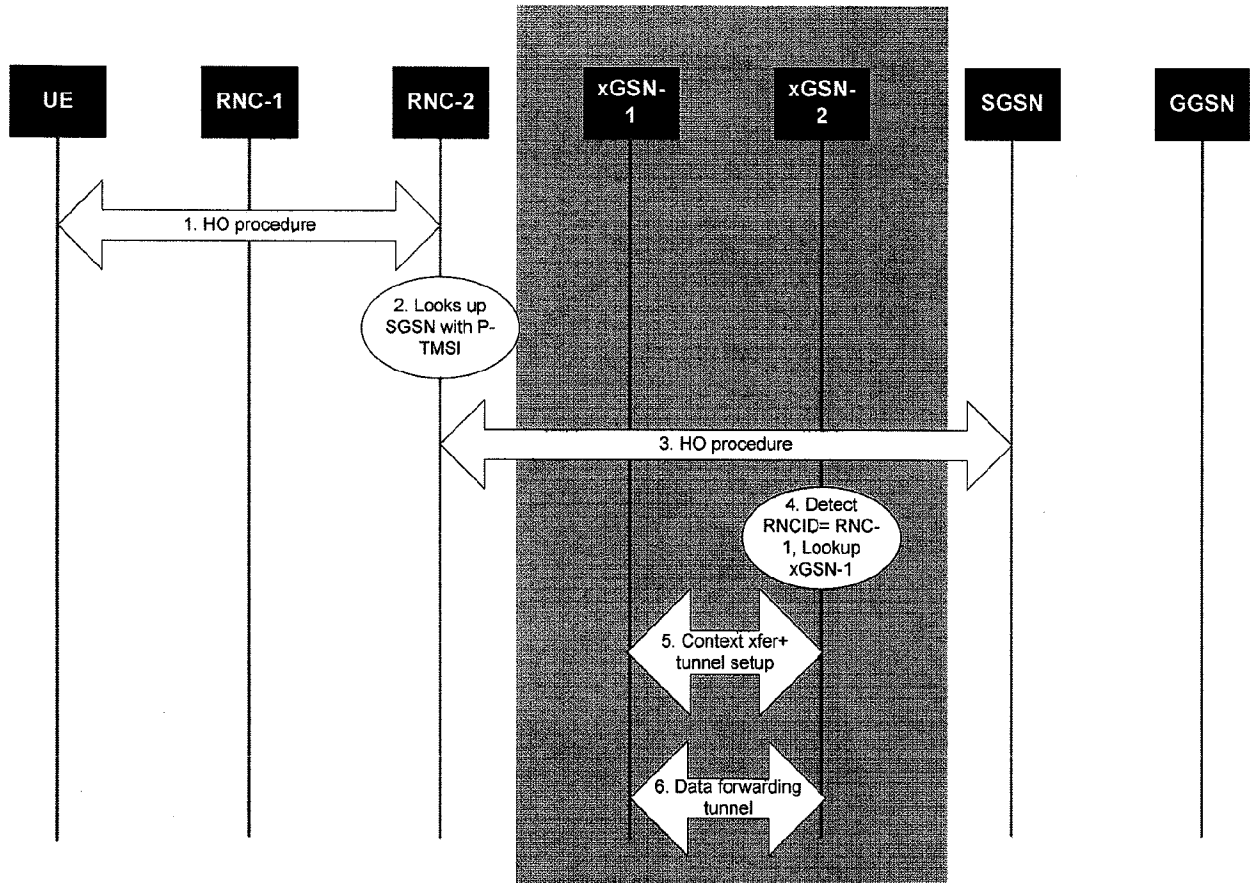 UE
RNC-1
RNC-2
xGSN-
1
xGSN-
2
SGSN
GGSN
1. HO procedure
2. Looks up
SGSN with P-
TMSI
3. HO procedure
4. Detect
RNCID= RNC-
1, Lookup
xGSN-1
5. Context xfer+
tunnel setup
6. Data forwarding
tunnel